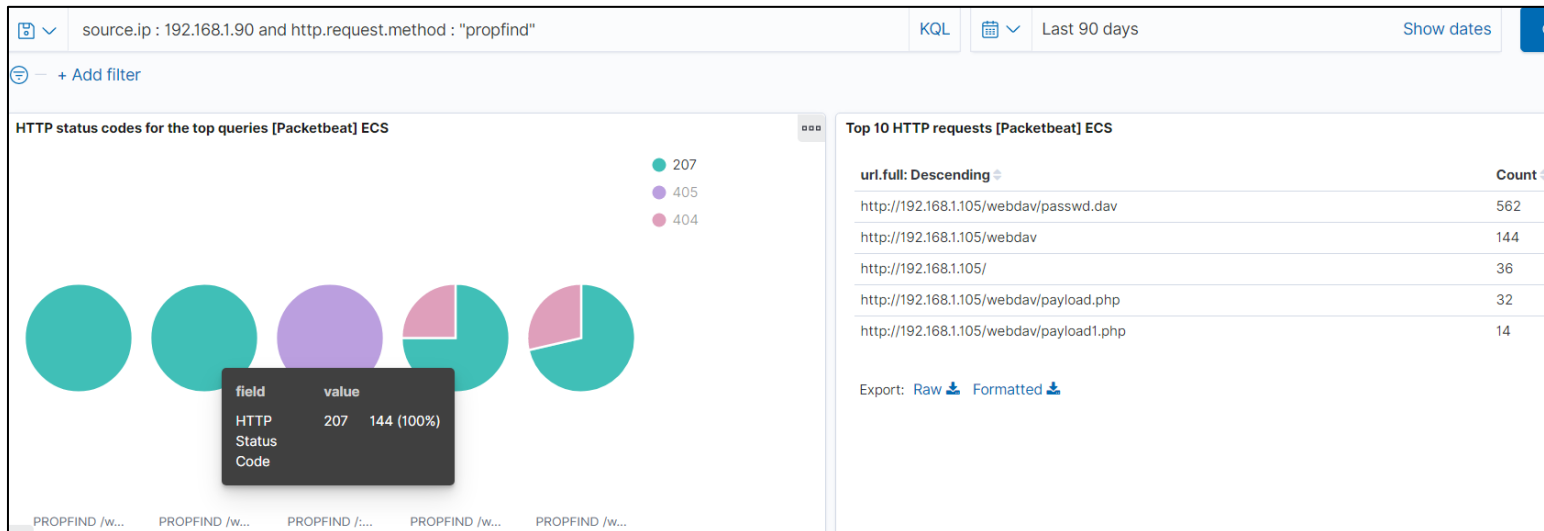 source.ip : 192.168.1.90 and http.request.method : "propfind" KQL Last 90 days Show dates
+ Add filter
HTTP status codes for the top queries [Packetbeat] ECS
207
405
404
field value
HTTP Status Code 207 144 (100%)
PROPFIND /w... PROPFIND /w... PROPFIND /:... PROPFIND /w... PROPFIND /w...
Top 10 HTTP requests [Packetbeat] ECS
url.full: Descending Count
http://192.168.1.105/webdav/passwd.dav 562
http://192.168.1.105/webdav 144
http://192.168.1.105/ 36
http://192.168.1.105/webdav/payload.php 32
http://192.168.1.105/webdav/payload1.php 14
Export: Raw Formatted